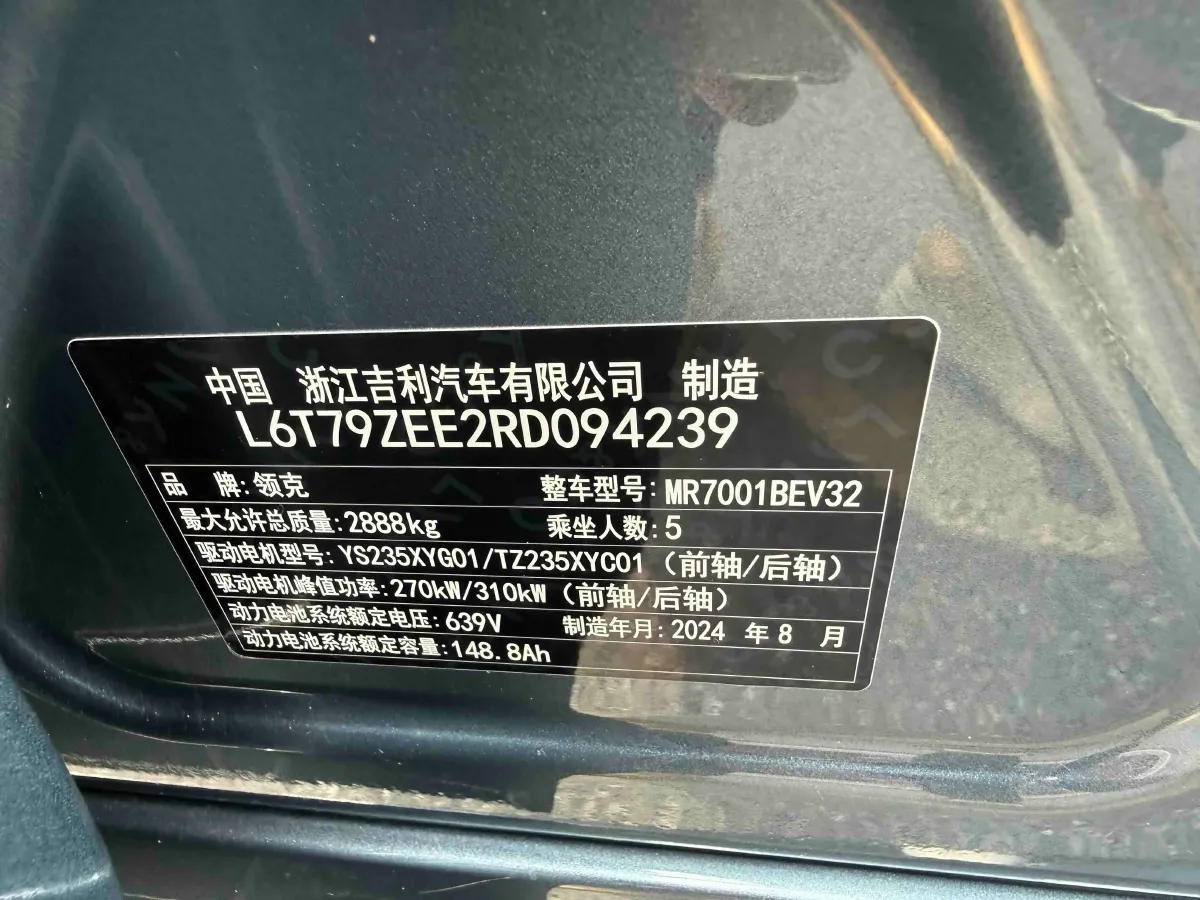 中国 浙江吉利汽车有限公司 制造
L6T79ZEE2RD094239
品 牌:领克 整车型号:MR7001BEV32
最大允许总质量:2888kg 乘坐人数:5
驱动电机型号:YS235XYG01/TZ235XYC01 (前轴/后轴)
驱动电机峰值功率:270kW/310kW (前轴/后轴)
动力电池系统额定电压:639V 制造年月:2024 年 8 月
动力电池系统额定容量:148.8Ah